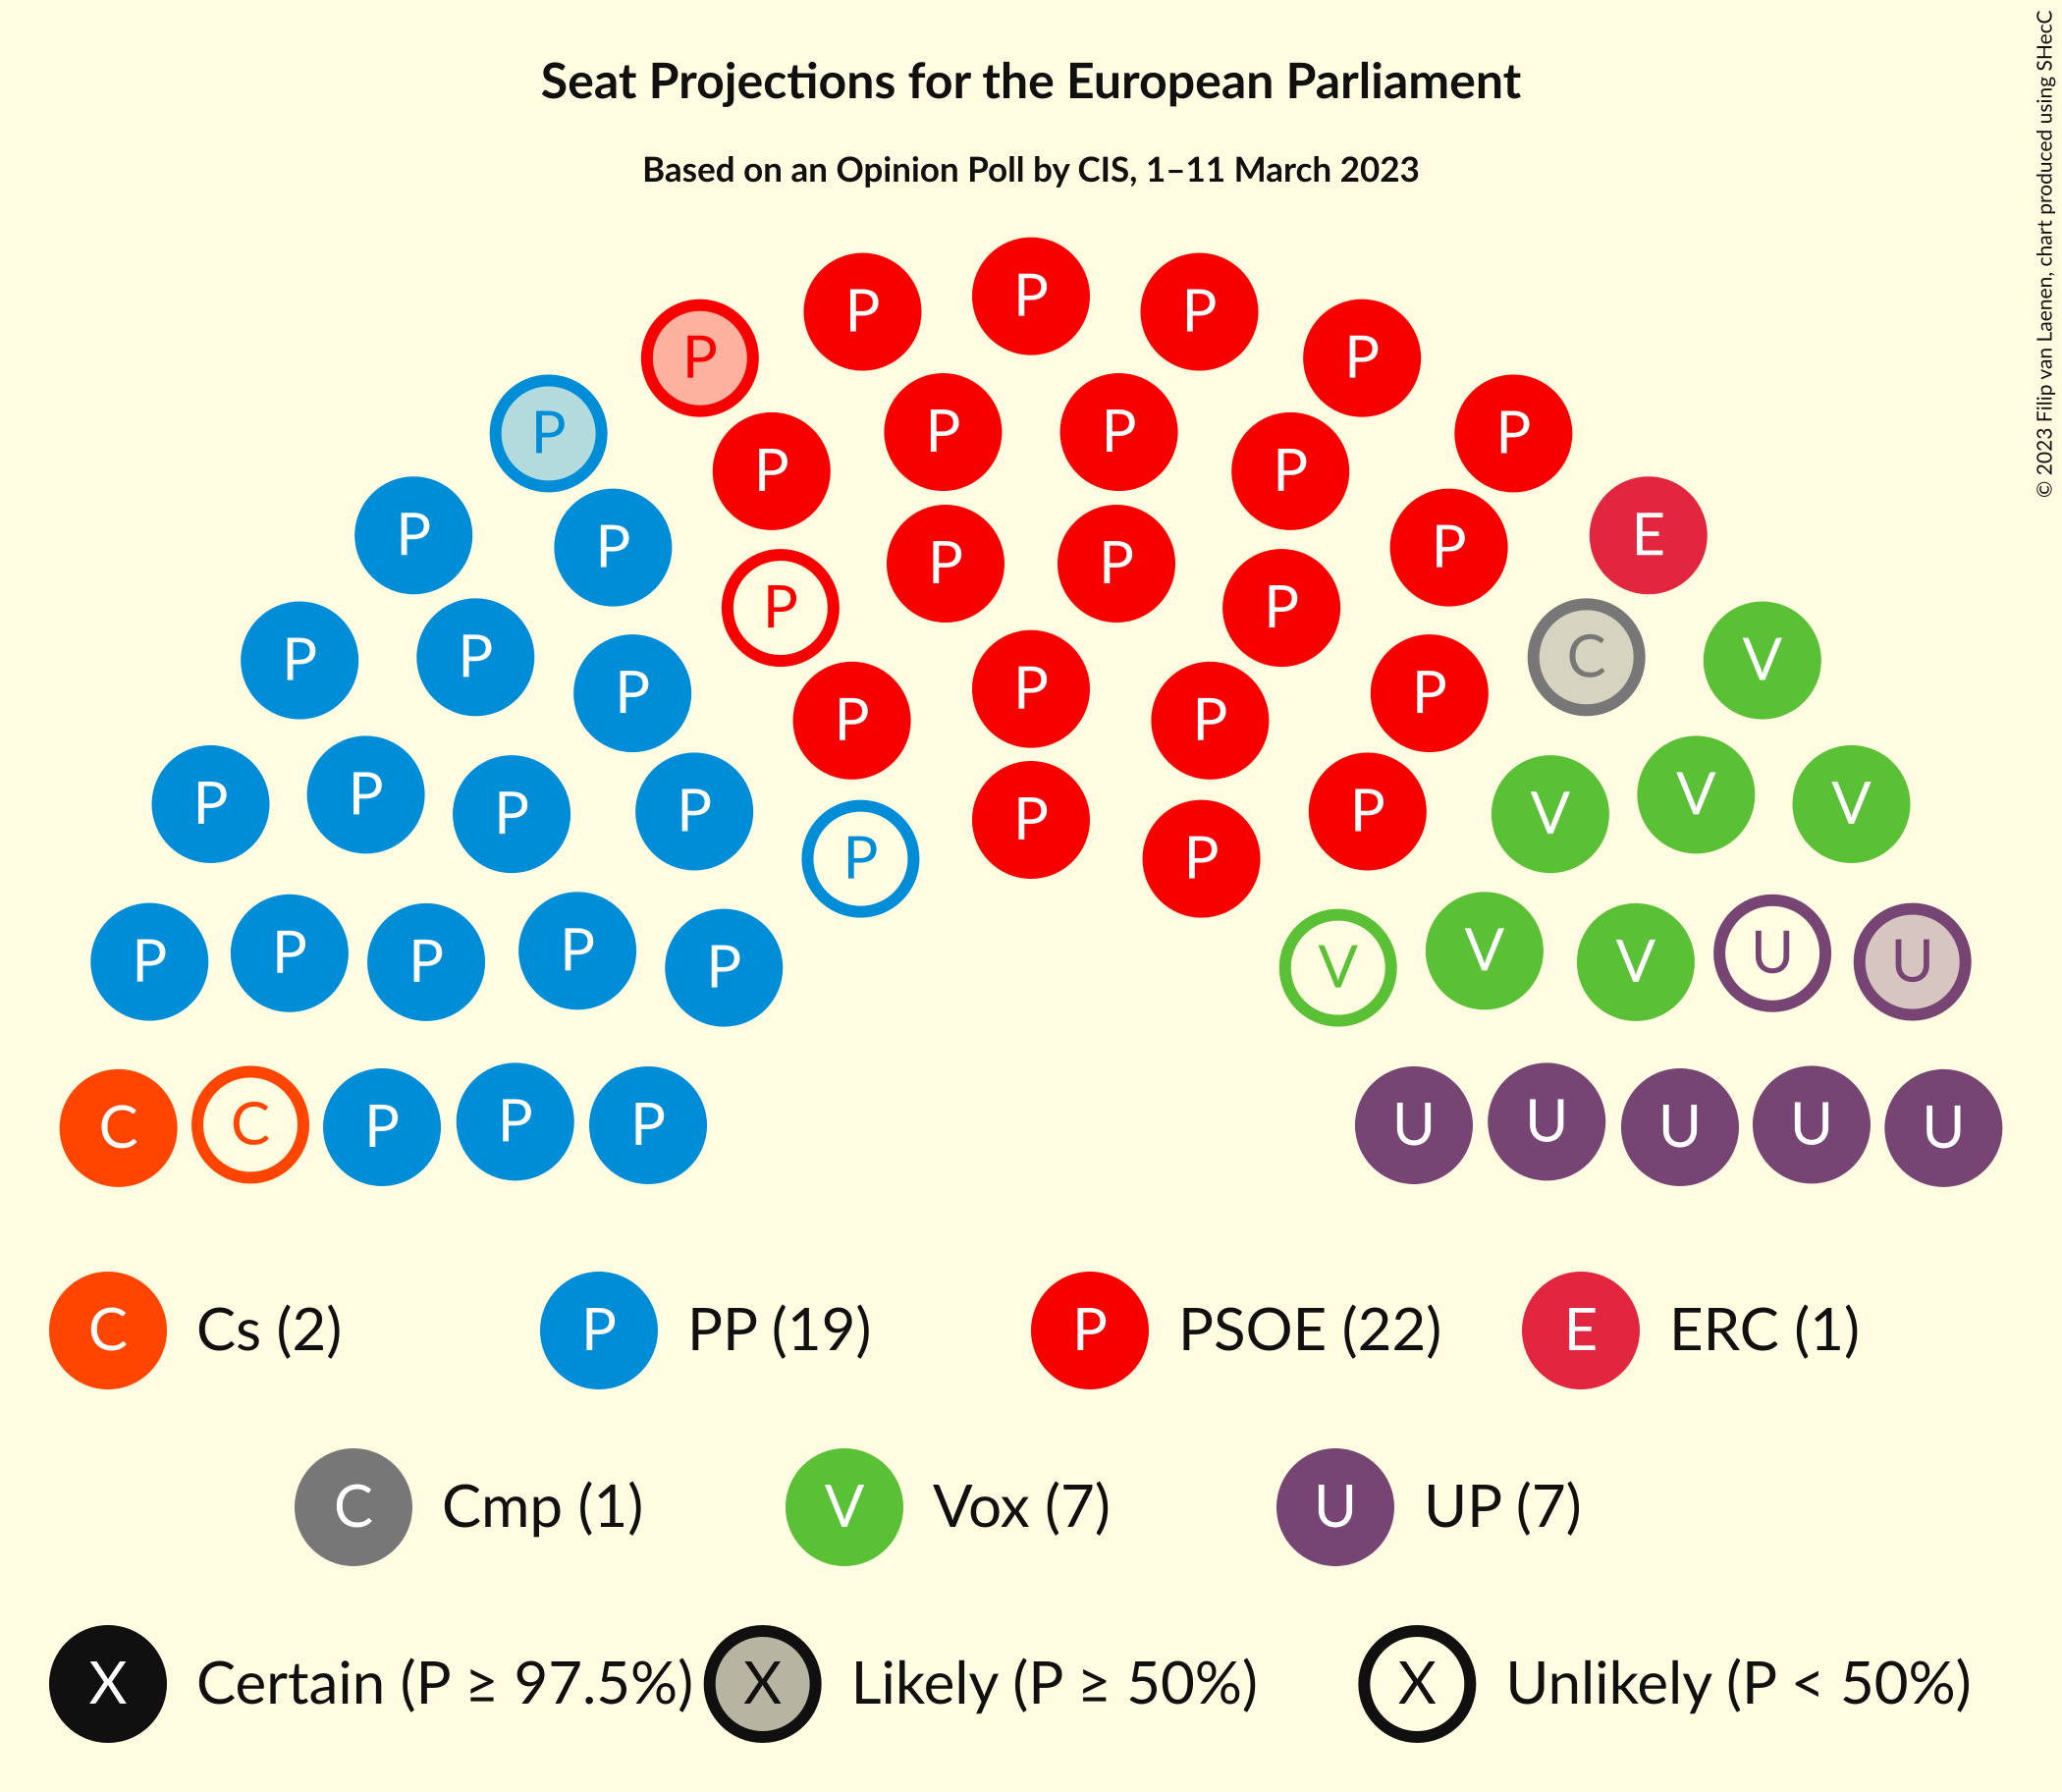 Seat Projections for the European Parliament
Based on an Opinion Poll by CIS, 1–11 March 2023
© 2023 Filip van Laenen, chart produced using SHecC
P
P P
P P
P P
P P P P
P P P P E
P P P P
P C V
P P P
P P P P
P P P V V V
P P P P
P P
P P P P P V V V U U
C C P P P U U U U U
C Cs (2) P PP (19) P PSOE (22) E ERC (1)
C Cmp (1) V Vox (7) U UP (7)
X Certain (P ≥ 97.5%) X Likely (P ≥ 50%) X Unlikely (P < 50%)